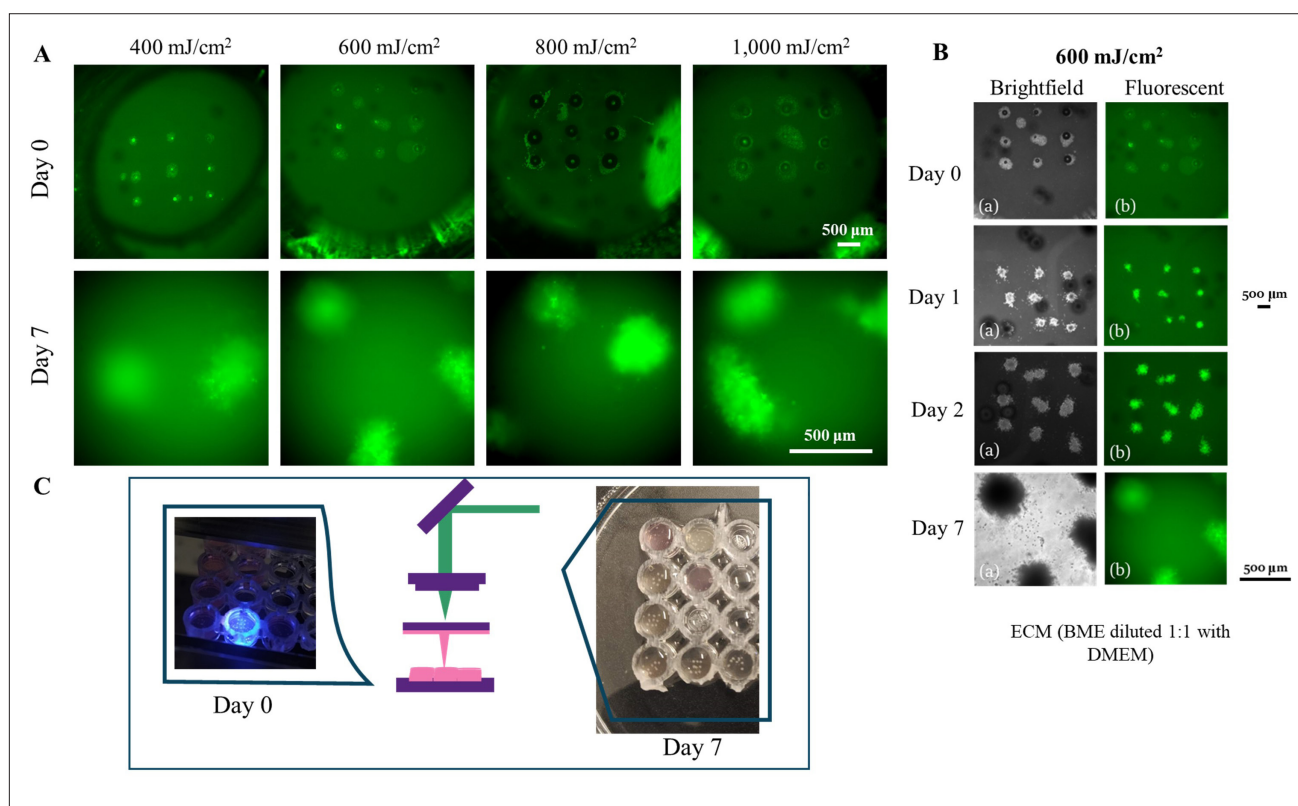 A
400 mJ/cm²
600 mJ/cm²
800 mJ/cm²
1,000 mJ/cm²
Day 0
500 µm
Day 7
500 µm
B
600 mJ/cm²
Brightfield
Fluorescent
Day 0
(a)
(b)
Day 1
(a)
(b)
500 µm
Day 2
(a)
(b)
Day 7
(a)
(b)
500 µm
ECM (BME diluted 1:1 with
DMEM)
C
Day 0
Day 7